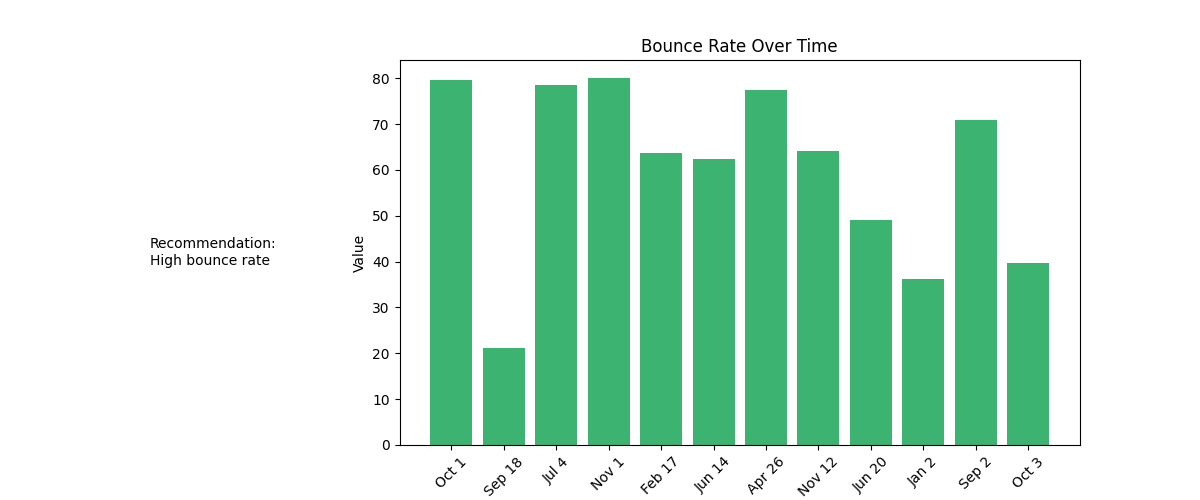 Bounce Rate Over Time
Recommendation:
High bounce rate
Value
80
70
60
50
40
30
20
10
0
Oct 1
Sep 18
Jul 4
Nov 1
Feb 17
Jun 14
Apr 26
Nov 12
Jun 20
Jan 2
Sep 2
Oct 3